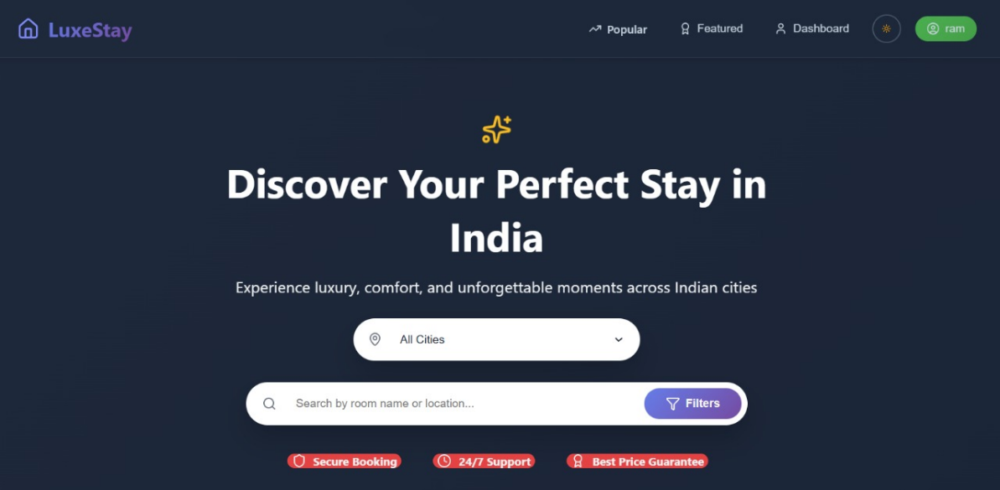 LuxeStay
Popular
Featured
Dashboard
ram
Discover Your Perfect Stay in
India
Experience luxury, comfort, and unforgettable moments across Indian cities
All Cities
Search by room name or location...
Filters
Secure Booking
24/7 Support
Best Price Guarantee